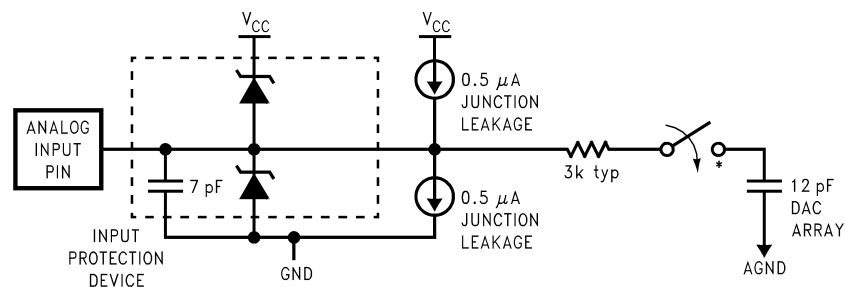 VCC
VCC
ANALOG
INPUT
PIN
0.5 μA
JUNCTION
LEAKAGE
7 pF
3k typ
*
12 pF
DAC
ARRAY
0.5 μA
JUNCTION
LEAKAGE
INPUT
PROTECTION
DEVICE
GND
AGND